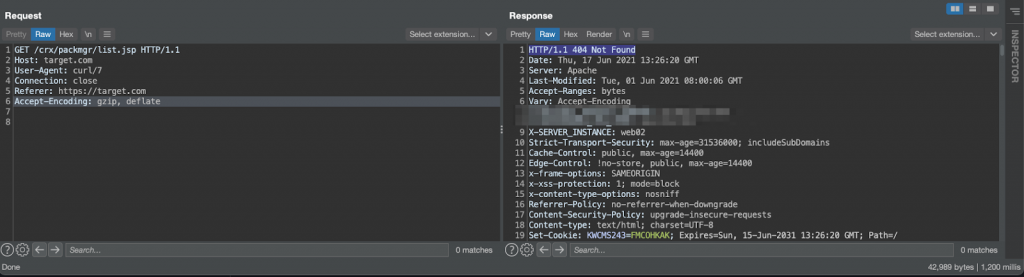 Request
Response
INSPECTOR
Pretty Raw Hex \n
Select extension...
Pretty Raw Hex Render \n
Select extension...
1 GET /crx/packmgr/list.jsp HTTP/1.1
2 Host: target.com
3 User-Agent: curl/7
4 Connection: close
5 Referer: https://target.com
6 Accept-Encoding: gzip, deflate
7
8
1 HTTP/1.1 404 Not Found
2 Date: Thu, 17 Jun 2021 13:26:20 GMT
3 Server: Apache
4 Last-Modified: Tue, 01 Jun 2021 08:00:06 GMT
5 Accept-Ranges: bytes
6 Vary: Accept-Encoding
9 X-SERVER_INSTANCE: web02
10 Strict-Transport-Security: max-age=31536000; includeSubDomains
11 Cache-Control: public, max-age=14400
12 Edge-Control: !no-store, public, max-age=14400
13 x-frame-options: SAMEORIGIN
14 x-xss-protection: 1; mode=block
15 x-content-type-options: nosniff
16 Referrer-Policy: no-referrer-when-downgrade
17 Content-Security-Policy: upgrade-insecure-requests
18 Content-type: text/html; charset=UTF-8
19 Set-Cookie: KWCMS243=FMCOHKAK; Expires=Sun, 15-Jun-2031 13:26:20 GMT; Path=/
Search... 0 matches
Search... 0 matches
Done
42,989 bytes | 1,200 millis